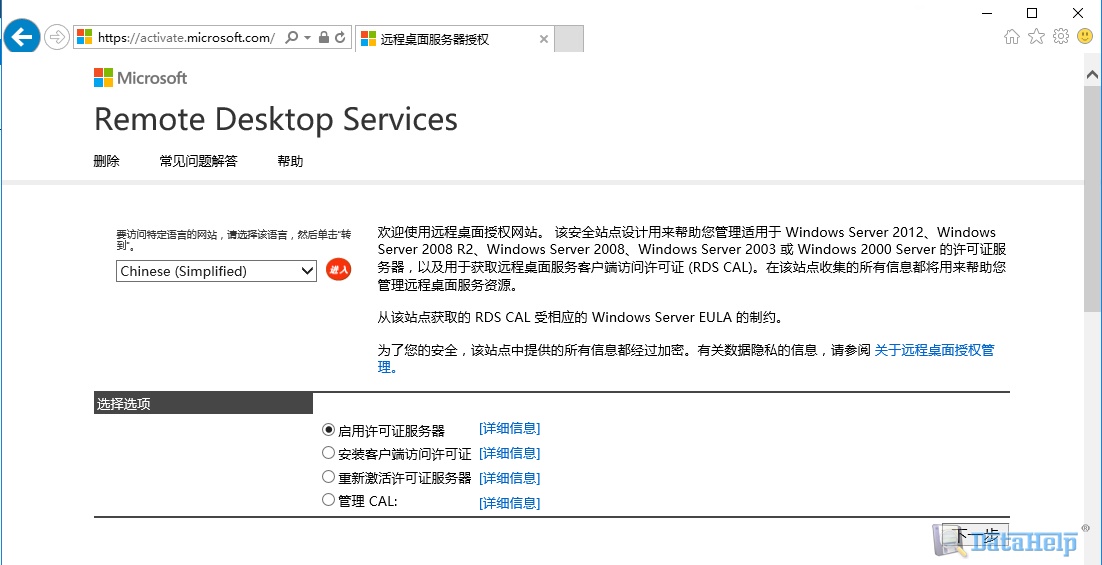 https://activate.microsoft.com/
远程桌面服务器授权
Microsoft
Remote Desktop Services
删除 常见问题解答 帮助
要访问特定语言的网站，请选择该语言，然后单击"转
到"。
Chinese (Simplified)
进入
欢迎使用远程桌面授权网站。 该安全站点设计用来帮助您管理适用于 Windows Server 2012、Windows
Server 2008 R2、Windows Server 2008、Windows Server 2003 或 Windows 2000 Server 的许可证服
务器，以及用于获取远程桌面服务客户端访问许可证 (RDS CAL)。在该站点收集的所有信息都将用来帮助您
管理远程桌面服务资源。
从该站点获取的 RDS CAL 受相应的 Windows Server EULA 的制约。
为了您的安全，该站点中提供的所有信息都经过加密。有关数据隐私的信息，请参阅 关于远程桌面授权管
理。
选择选项
启用许可证服务器 [详细信息]
安装客户端访问许可证 [详细信息]
重新激活许可证服务器 [详细信息]
管理 CAL: [详细信息]
下一步
DataHelp®